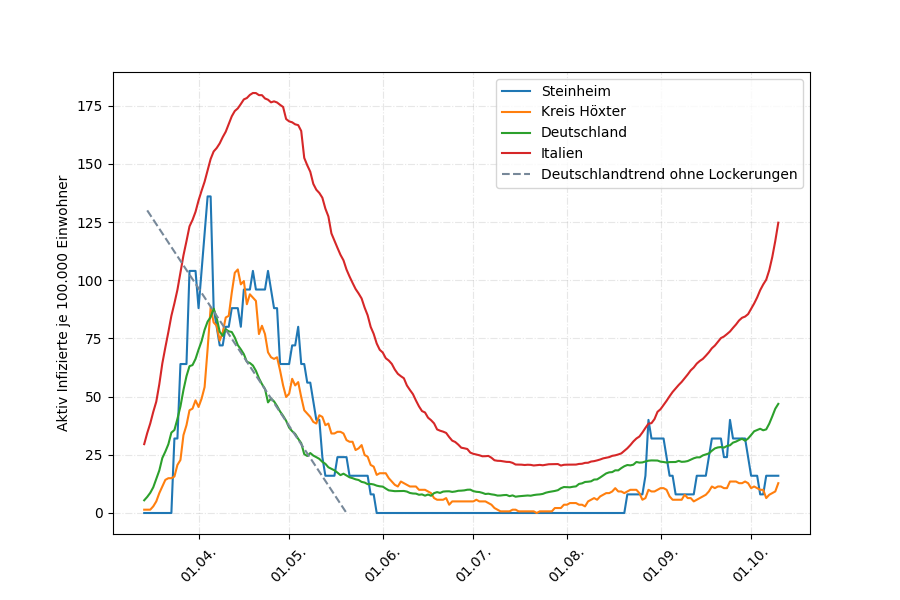 Aktiv Infizierte je 100.000 Einwohner
175
150
125
100
75
50
25
0
01.04.
01.05.
01.06.
01.07.
01.08.
01.09.
01.10.
Steinheim
Kreis Höxter
Deutschland
Italien
Deutschlandtrend ohne Lockerungen